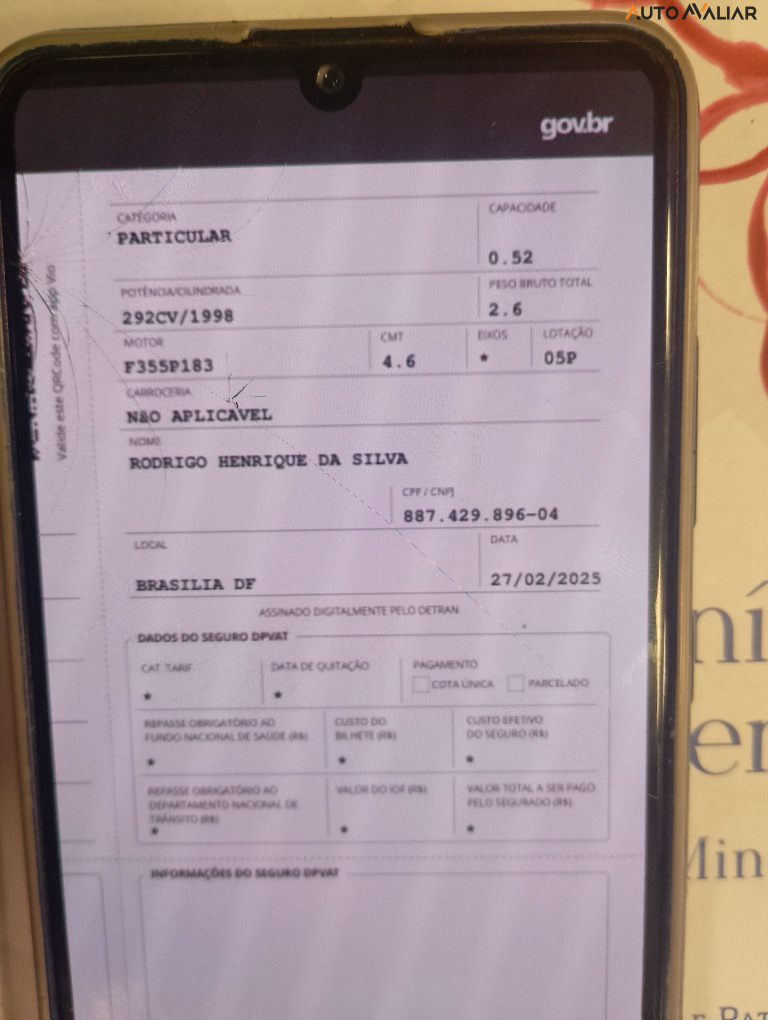 AUTO AVALIAR
gov.br
CATEGORIA
PARTICULAR
CAPACIDADE
0.52
POTÊNCIA/CILINDRADA
292CV/1998
PESO BRUTO TOTAL
2.6
MOTOR
F355P183
CMT
4.6
EIXOS
*
LOTAÇÃO
05P
CARROCERIA
NãO APLICAVEL
NOME
RODRIGO HENRIQUE DA SILVA
CPF / CNPJ
887.429.896-04
LOCAL
BRASILIA DF
DATA
27/02/2025
ASSINADO DIGITALMENTE PELO DETRAN
DADOS DO SEGURO DPVAT
CAT. TARIF
*
DATA DE QUITAÇÃO
*
PAGAMENTO
COTA ÚNICA
PARCELADO
REPASSE OBRIGATÓRIO AO
FUNDO NACIONAL DE SAÚDE (R$)
*
CUSTO DO
BILHETE (R$)
*
CUSTO EFETIVO
DO SEGURO (R$)
*
REPASSE OBRIGATÓRIO AO
DEPARTAMENTO NACIONAL DE
TRÂNSITO (R$)
*
VALOR DO IOF (R$)
*
VALOR TOTAL A SER PAGO
PELO SEGURADO (R$)
*
INFORMAÇÕES DO SEGURO DPVAT
Valide este QRCode com app Vio
ní
er
Min
E PAT